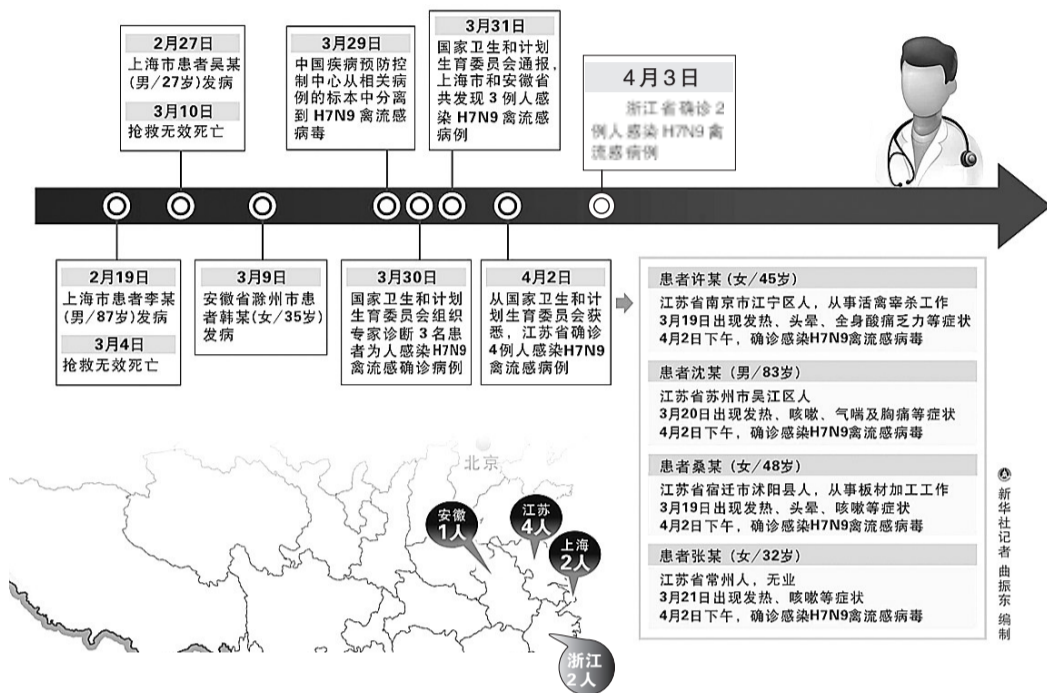 2月27日
上海市患者吴某
(男/27岁)发病
3月10日
抢救无效死亡
3月29日
中国疾病预防控
制中心从相关病
例的标本中分离
到H7N9禽流感
病毒
3月31日
国家卫生和计划
生育委员会通报,
上海市和安徽省
共发现3例人感
染H7N9禽流感
病例
4月3日
浙江省确诊2
例人感染H7N9禽
流感病例
2月19日
上海市患者李某
(男/87岁)发病
3月4日
抢救无效死亡
3月9日
安徽省滁州市患
者韩某(女/35岁)
发病
3月30日
国家卫生和计划
生育委员会组织
专家诊断3名患
者为人感染H7N9
禽流感确诊病例
4月2日
从国家卫生和计
划生育委员会获
悉,江苏省确诊
4例人感染H7N9
禽流感病例
患者许某(女/45岁)
江苏省南京市江宁区人,从事活禽宰杀工作
3月19日出现发热、头晕、全身酸痛乏力等症状
4月2日下午,确诊感染H7N9禽流感病毒
患者沈某(男/83岁)
江苏省苏州市吴江区人
3月20日出现发热、咳嗽、气喘及胸痛等症状
4月2日下午,确诊感染H7N9禽流感病毒
患者桑某(女/48岁)
江苏省宿迁市沭阳县人,从事板材加工工作
3月19日出现发热、头晕、咳嗽等症状
4月2日下午,确诊感染H7N9禽流感病毒
患者张某(女/32岁)
江苏省常州人,无业
3月21日出现发热、咳嗽等症状
4月2日下午,确诊感染H7N9禽流感病毒
北京
安徽
1人
江苏
4人
上海
2人
浙江
2人
新华社记者 曲振东 编制